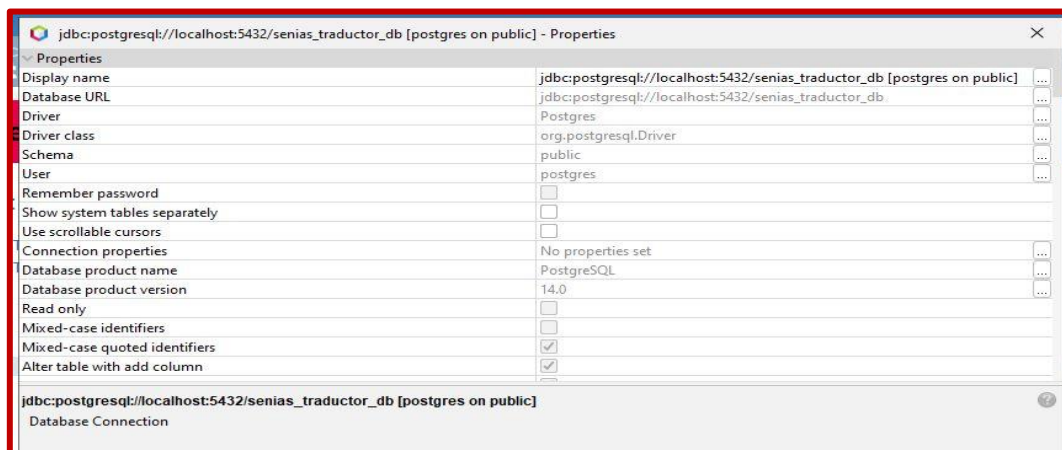 jdbc:postgresql://localhost:5432/senias_traductor_db [postgres on public] - Properties
Properties
Display name jdbc:postgresql://localhost:5432/senias_traductor_db [postgres on public] ...
Database URL jdbc:postgresql://localhost:5432/senias_traductor_db ...
Driver Postgres ...
Driver class org.postgresql.Driver ...
Schema public ...
User postgres ...
Remember password
Show system tables separately
Use scrollable cursors
Connection properties No properties set ...
Database product name PostgreSQL ...
Database product version 14.0 ...
Read only
Mixed-case identifiers
Mixed-case quoted identifiers
Alter table with add column
jdbc:postgresql://localhost:5432/senias_traductor_db [postgres on public]
Database Connection